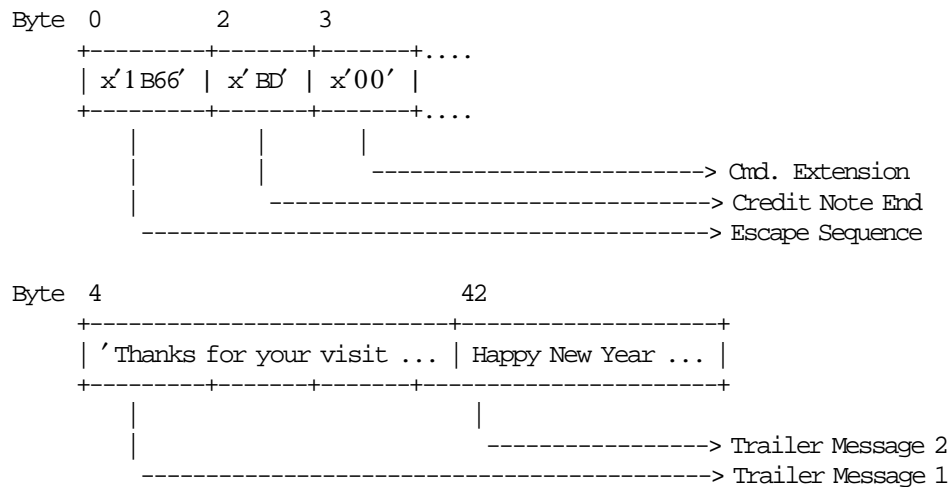 Byte 0 2 3
+---------+-------+-------+....
| x'1B66' | x'BD' | x'00' |
+---------+-------+-------+....
| | |
| | --------------------------> Cmd. Extension
| ----------------------------------> Credit Note End
--------------------------------------------> Escape Sequence
Byte 4 42
+----------------------------+--------------------+
| 'Thanks for your visit ... | Happy New Year ... |
+---------+-------+-------+-----------------------+
| |
| -----------------> Trailer Message 2
--------------------------------------------> Trailer Message 1